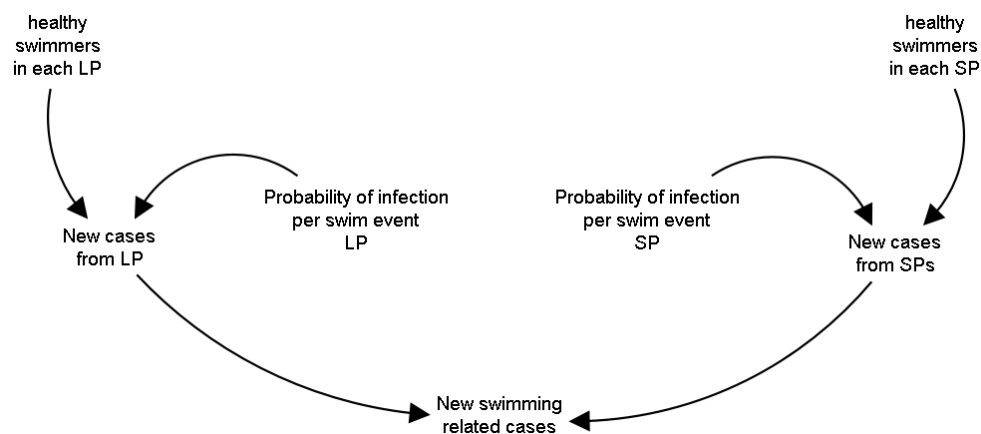 healthy
swimmers
in each LP
healthy
swimmers
in each SP
Probability of infection
per swim event
LP
Probability of infection
per swim event
SP
New cases
from LP
New cases
from SPs
New swimming
related cases